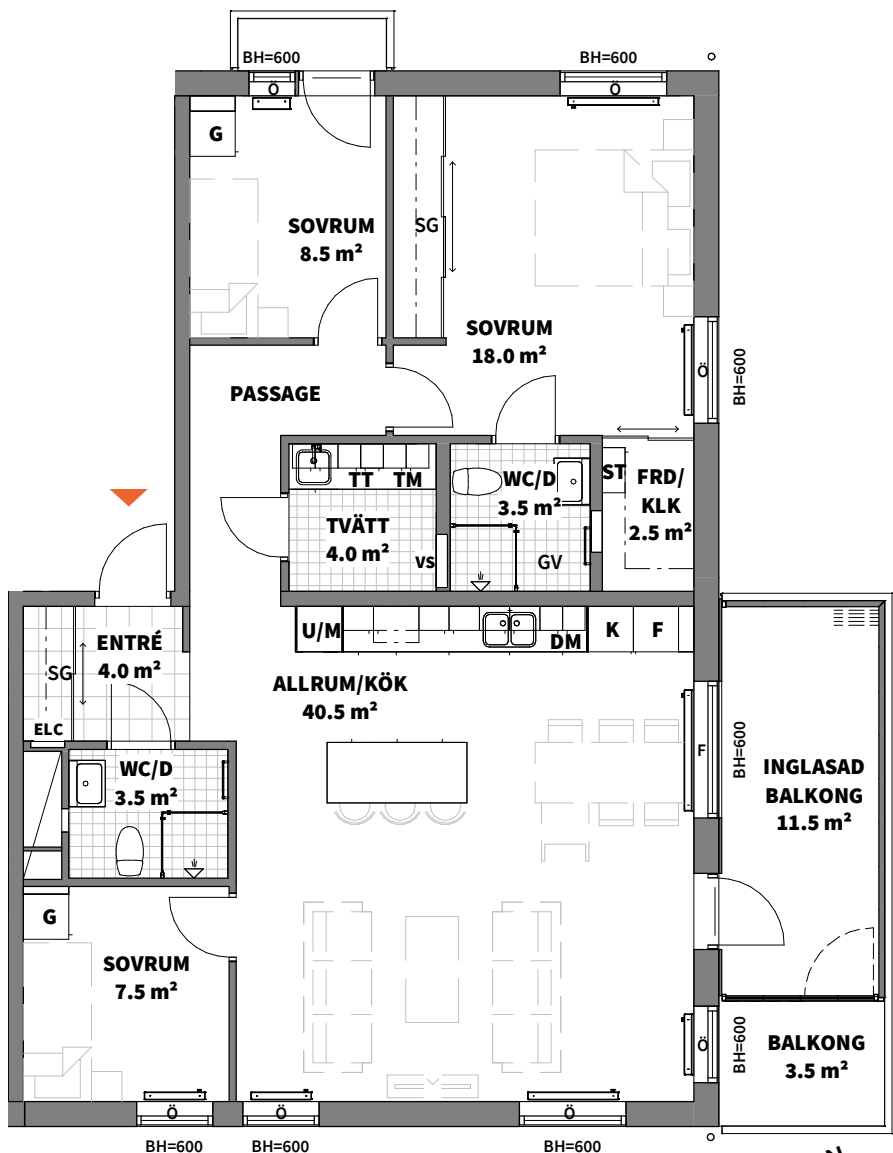 BH=600
BH=600
Ö
Ö
G
SOVRUM
8.5 m²
SG
SOVRUM
18.0 m²
Ö
BH=600
PASSAGE
TT
TM
TVÄTT
4.0 m²
VS
WC/D
3.5 m²
GV
ST
FRD/
KLK
2.5 m²
ENTRÉ
4.0 m²
SG
ELC
U/M
DM
K
F
ALLRUM/KÖK
40.5 m²
F
BH=600
INGLASAD
BALKONG
11.5 m²
WC/D
3.5 m²
G
SOVRUM
7.5 m²
Ö
BH=600
BALKONG
3.5 m²
Ö
Ö
Ö
BH=600
BH=600
BH=600